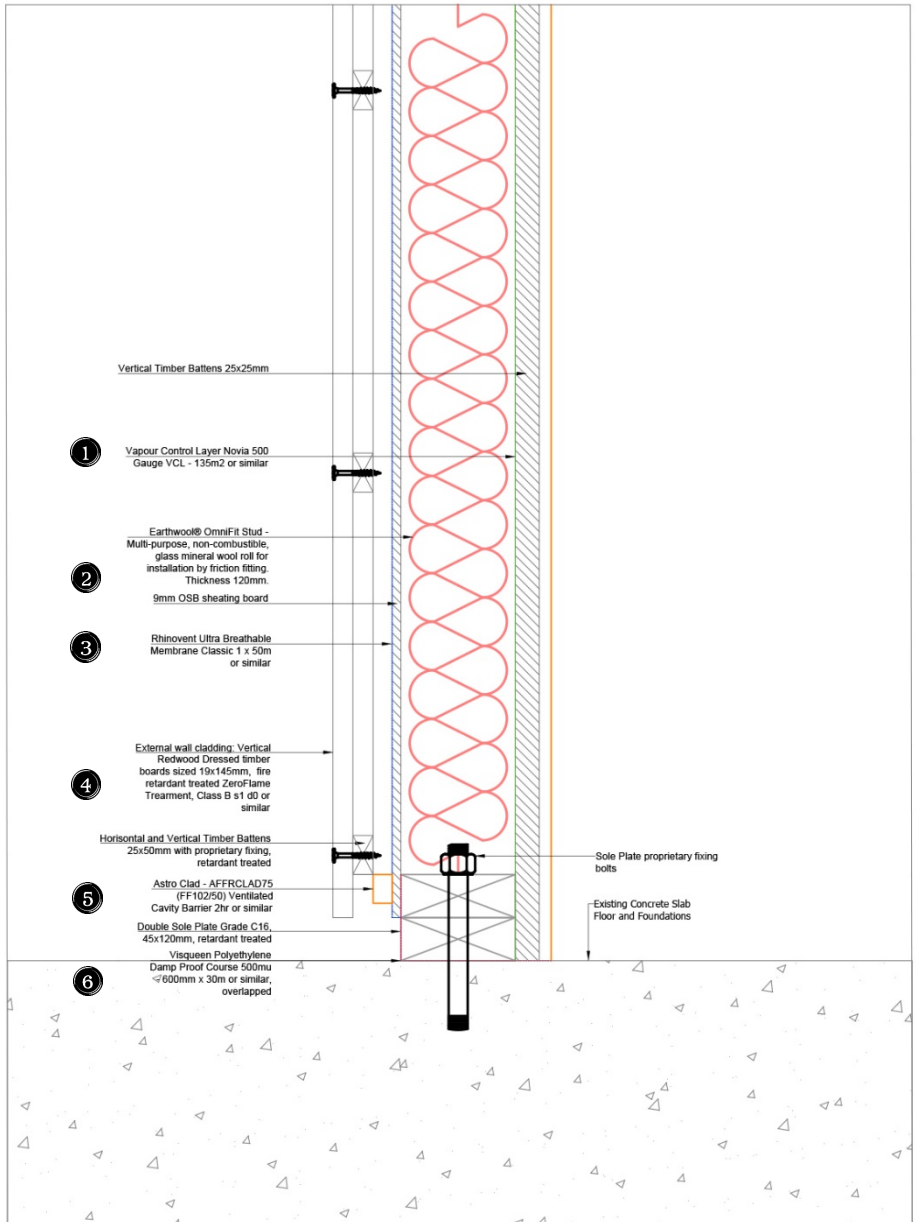 Vertical Timber Battens 25x25mm
1
Vapour Control Layer Novia 500
Gauge VCL - 135m2 or similar
Earthwool® OmniFit Stud -
Multi-purpose, non-combustible,
glass mineral wool roll for
installation by friction fitting.
Thickness 120mm.
2
9mm OSB sheating board
3
Rhinovent Ultra Breathable
Membrane Classic 1 x 50m
or similar
External wall cladding: Vertical
Redwood Dressed timber
boards sized 19x145mm, fire
retardant treated ZeroFlame
Trearment, Class B s1 d0 or
similar
4
Horisontal and Vertical Timber Battens
25x50mm with proprietary fixing,
retardant treated
Sole Plate proprietary fixing
bolts
5
Astro Clad - AFFRCLAD75
(FF102/50) Ventilated
Cavity Barrier 2hr or similar
Existing Concrete Slab
Floor and Foundations
Double Sole Plate Grade C16,
45x120mm, retardant treated
6
Visqueen Polyethylene
Damp Proof Course 500mu
600mm x 30m or similar,
overlapped